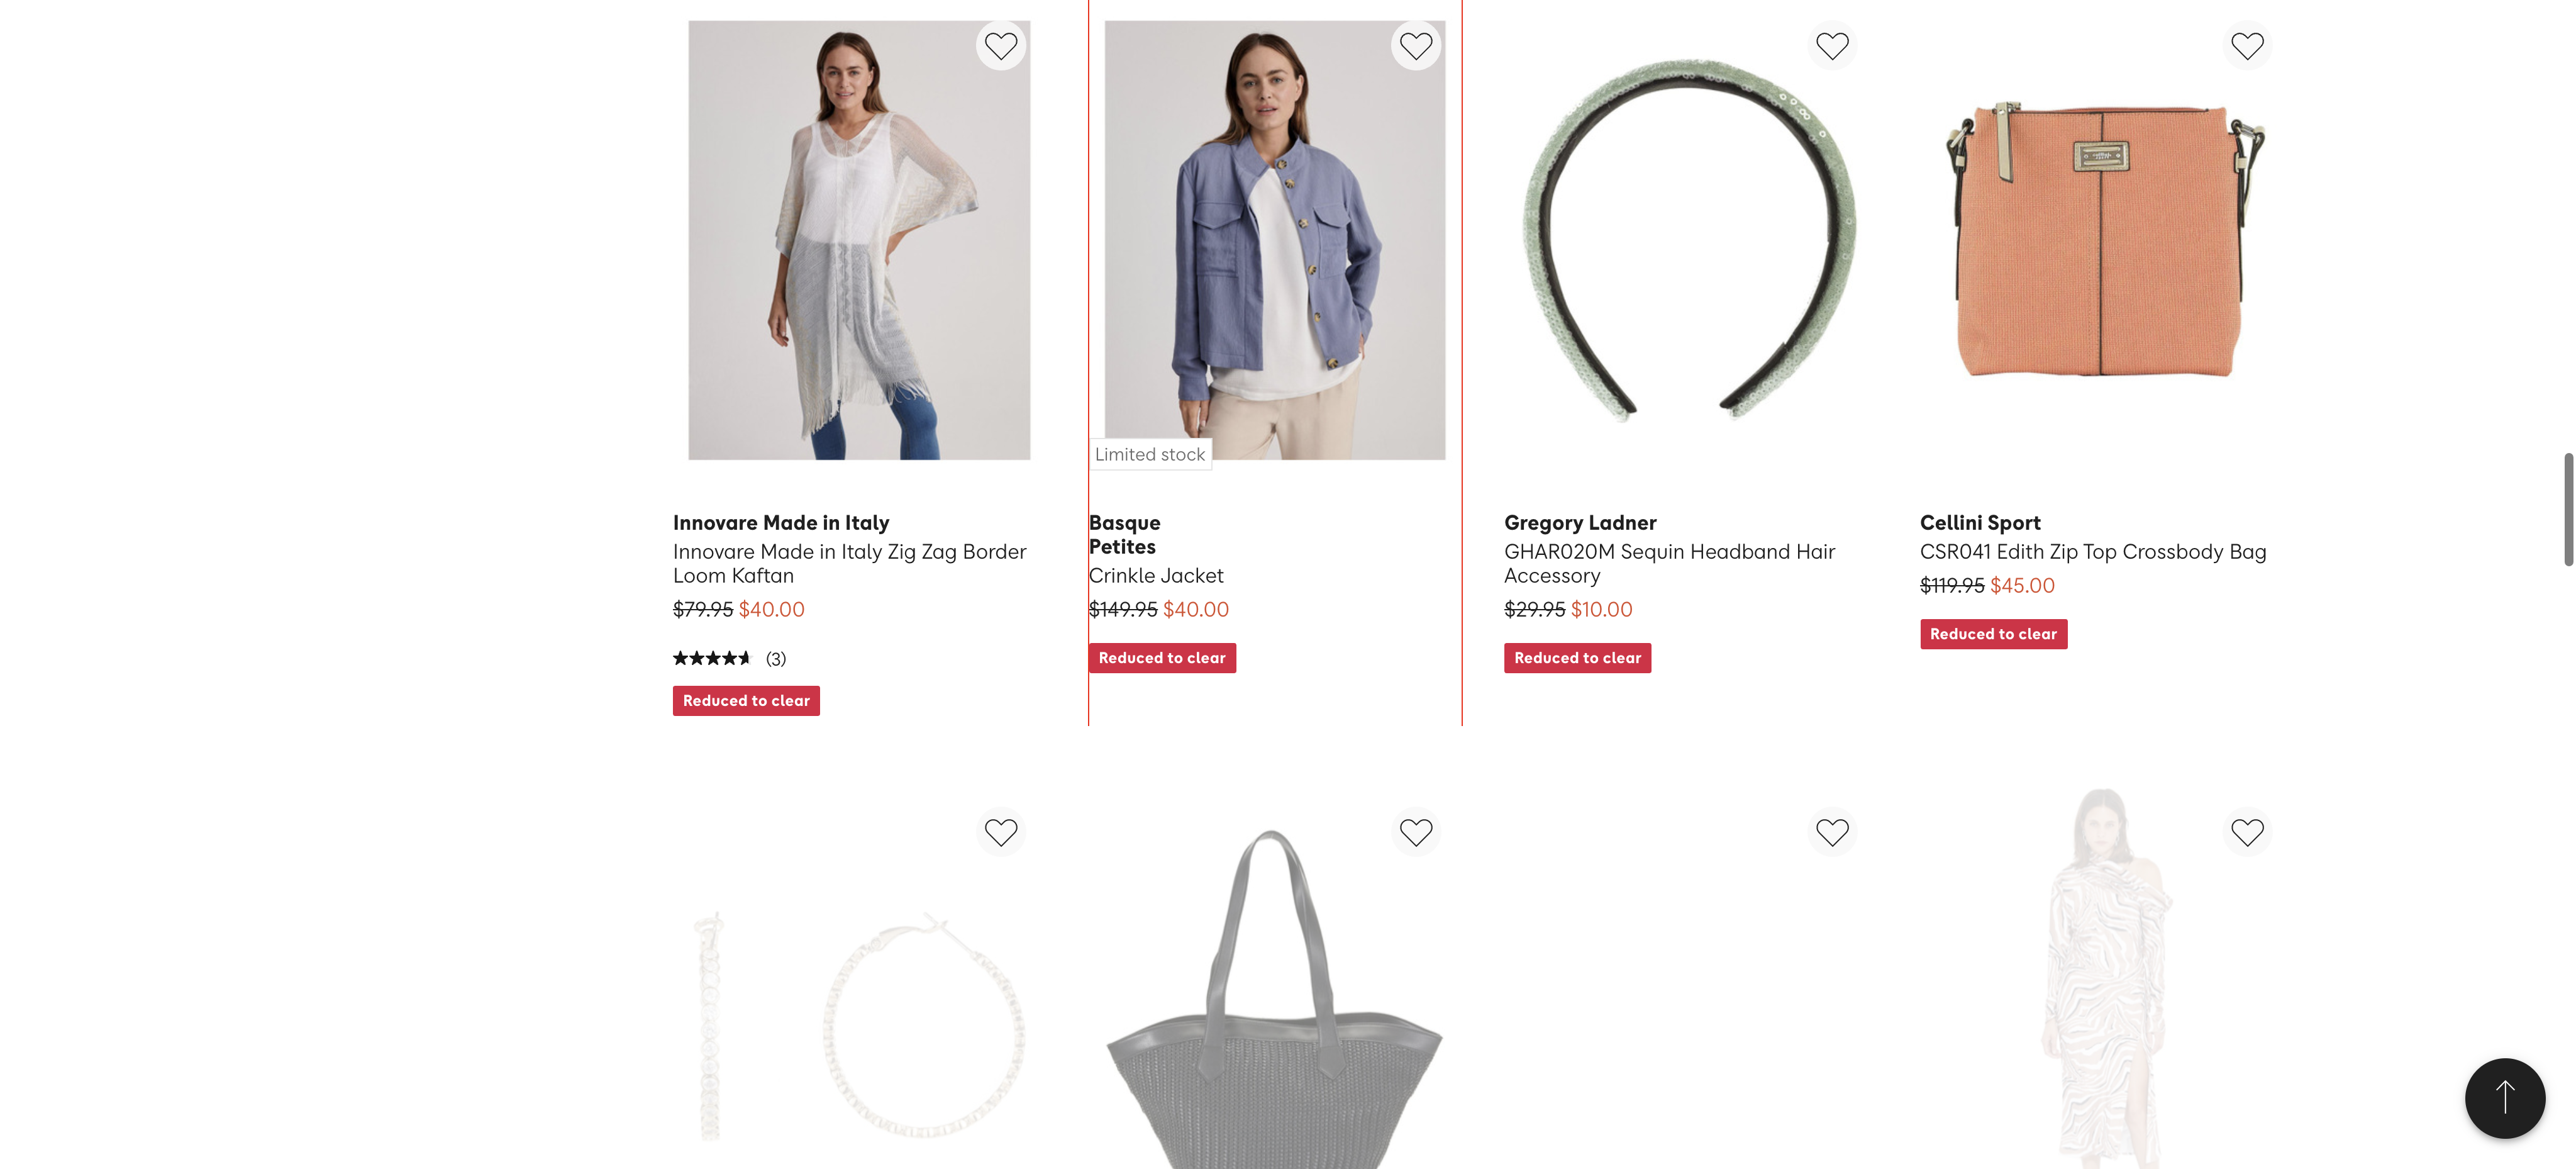 Limited stock
Innovare Made in Italy
Innovare Made in Italy Zig Zag Border
Loom Kaftan
$79.95 $40.00
(3)
Reduced to clear
Basque
Petites
Crinkle Jacket
$149.95 $40.00
Reduced to clear
Gregory Ladner
GHAR020M Sequin Headband Hair
Accessory
$29.95 $10.00
Reduced to clear
Cellini Sport
CSR041 Edith Zip Top Crossbody Bag
$119.95 $45.00
Reduced to clear